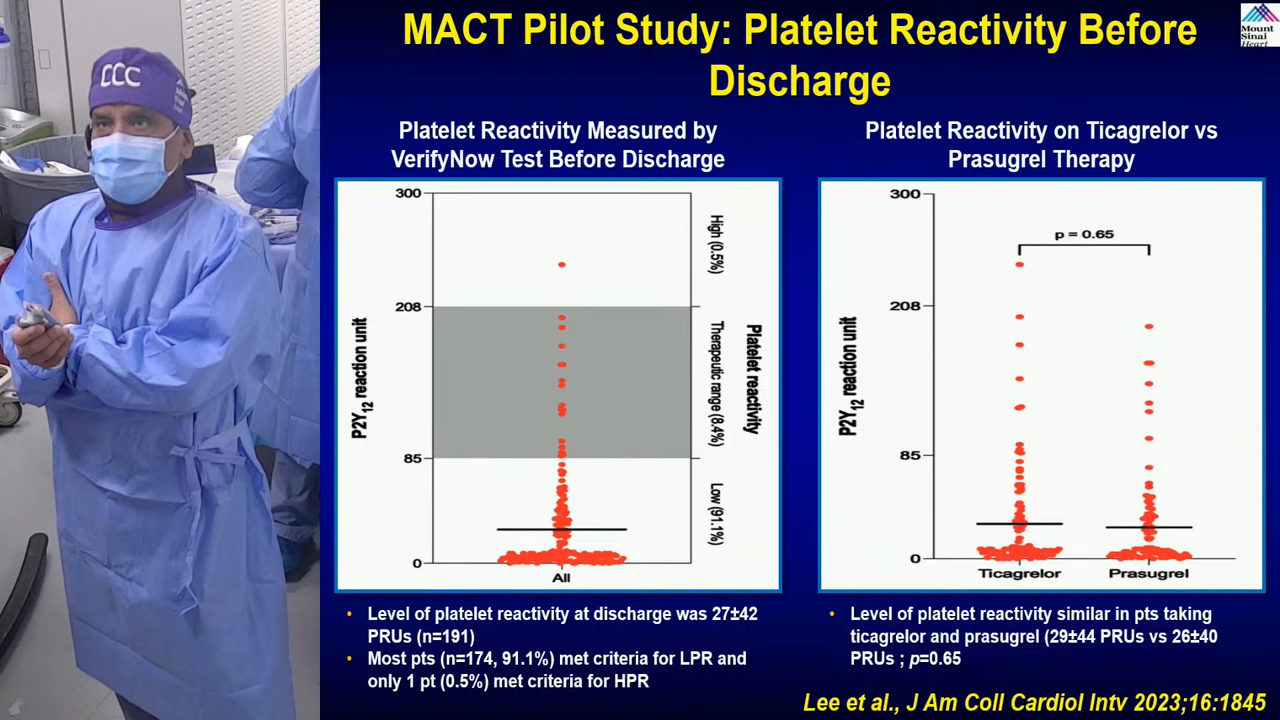 MACT Pilot Study: Platelet Reactivity Before
Discharge
Mount
Sinai
Heart
CCC
Platelet Reactivity Measured by
VerifyNow Test Before Discharge
300
208
85
0
P2Y12 reaction unit
High (0.5%)
Therapeutic range (8.4%)
Low (91.1%)
Platelet reactivity
All
• Level of platelet reactivity at discharge was 27±42
PRUs (n=191)
• Most pts (n=174, 91.1%) met criteria for LPR and
only 1 pt (0.5%) met criteria for HPR
Platelet Reactivity on Ticagrelor vs
Prasugrel Therapy
300
208
85
0
P2Y12 reaction unit
p = 0.65
Ticagrelor
Prasugrel
• Level of platelet reactivity similar in pts taking
ticagrelor and prasugrel (29±44 PRUs vs 26±40
PRUs ; p=0.65
Lee et al., J Am Coll Cardiol Intv 2023;16:1845